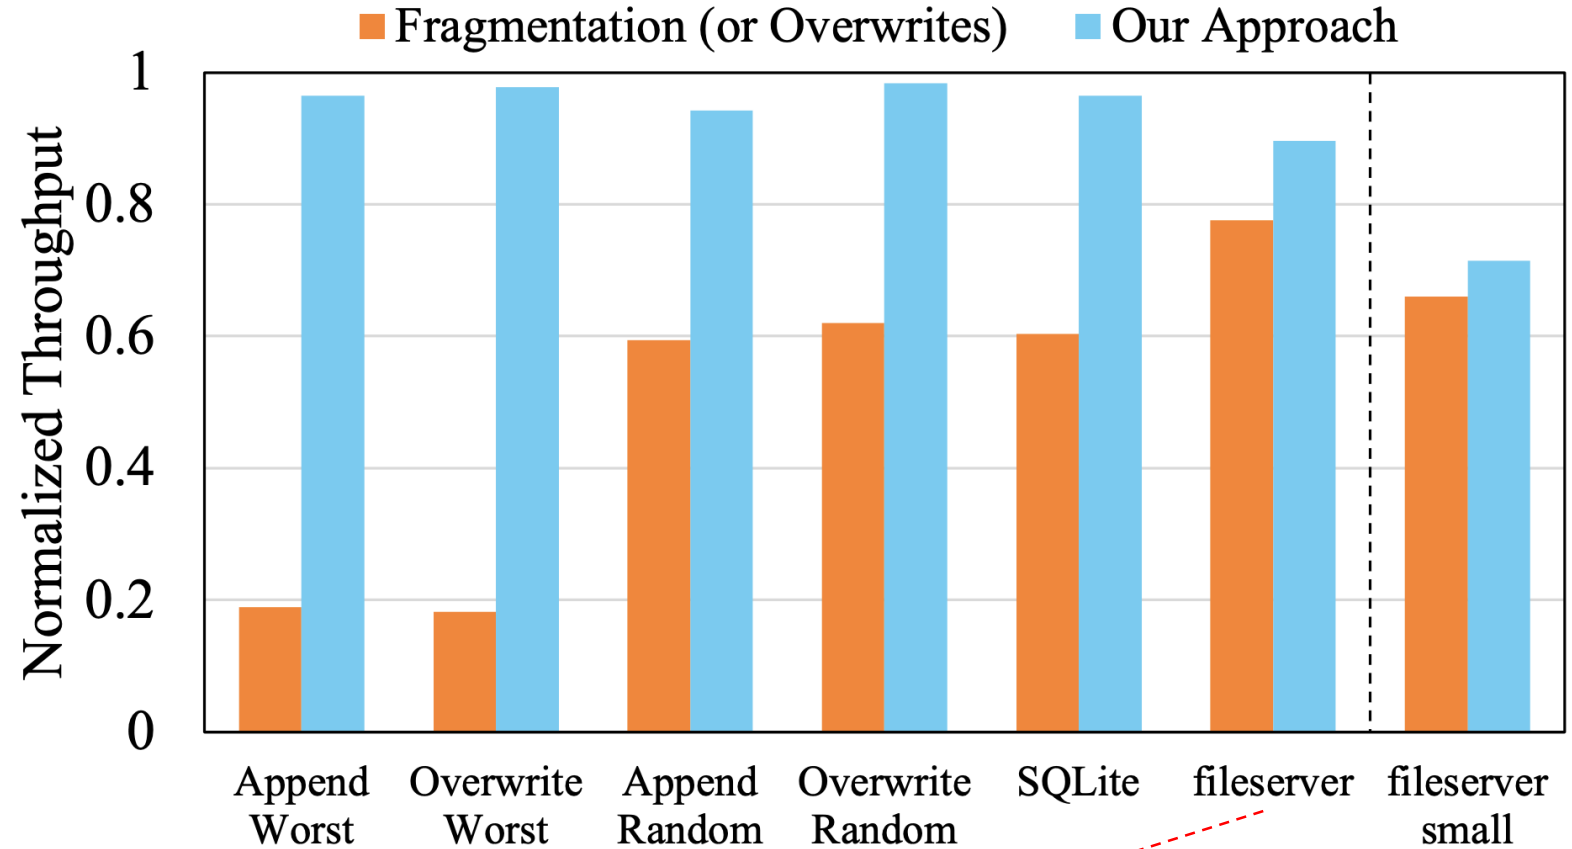 Fragmentation (or Overwrites) Our Approach
Normalized Throughput
1
0.8
0.6
0.4
0.2
0
Append Worst
Overwrite Worst
Append Random
Overwrite Random
SQLite
fileserver
fileserver small